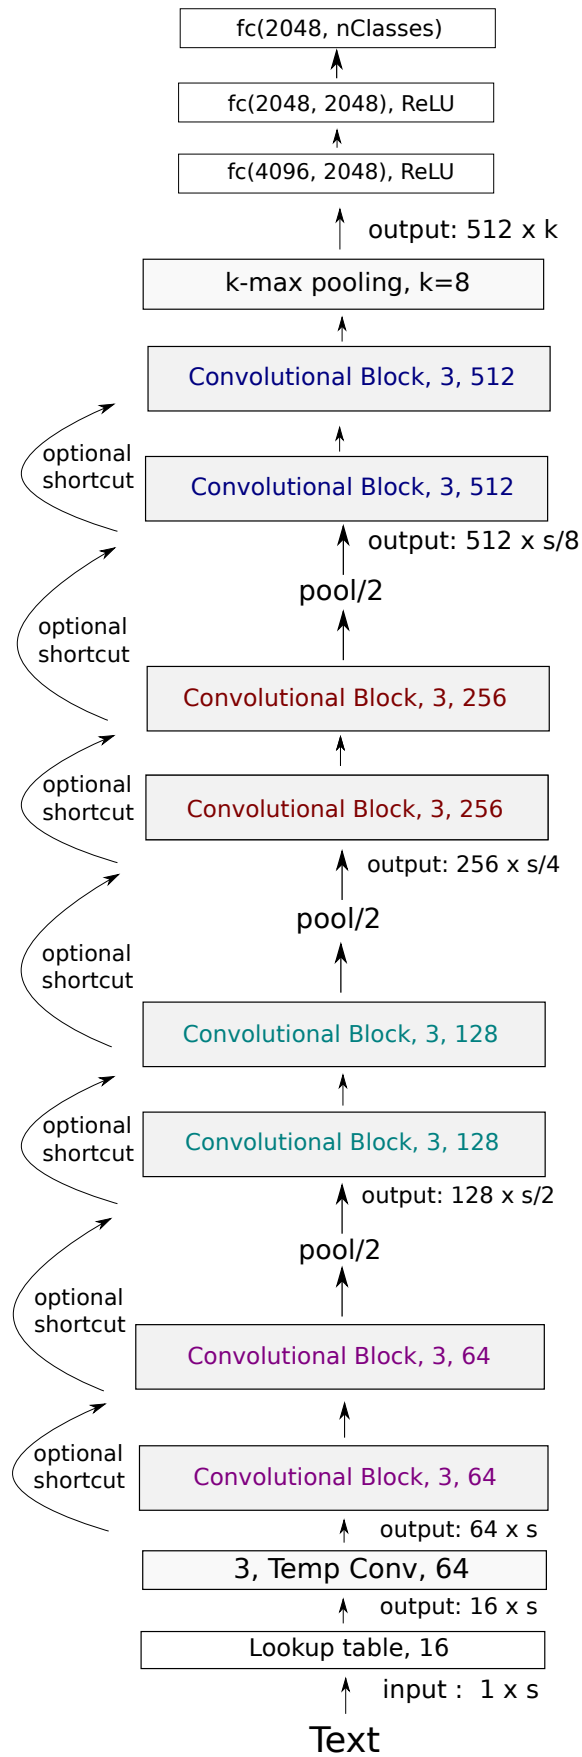 fc(2048, nClasses)
fc(2048, 2048), ReLU
fc(4096, 2048), ReLU
output: 512 x k
k-max pooling, k=8
Convolutional Block, 3, 512
optional
shortcut
Convolutional Block, 3, 512
output: 512 x s/8
pool/2
optional
shortcut
Convolutional Block, 3, 256
optional
shortcut
Convolutional Block, 3, 256
output: 256 x s/4
pool/2
optional
shortcut
Convolutional Block, 3, 128
optional
shortcut
Convolutional Block, 3, 128
output: 128 x s/2
pool/2
optional
shortcut
Convolutional Block, 3, 64
optional
shortcut
Convolutional Block, 3, 64
output: 64 x s
3, Temp Conv, 64
output: 16 x s
Lookup table, 16
input : 1 x s
Text